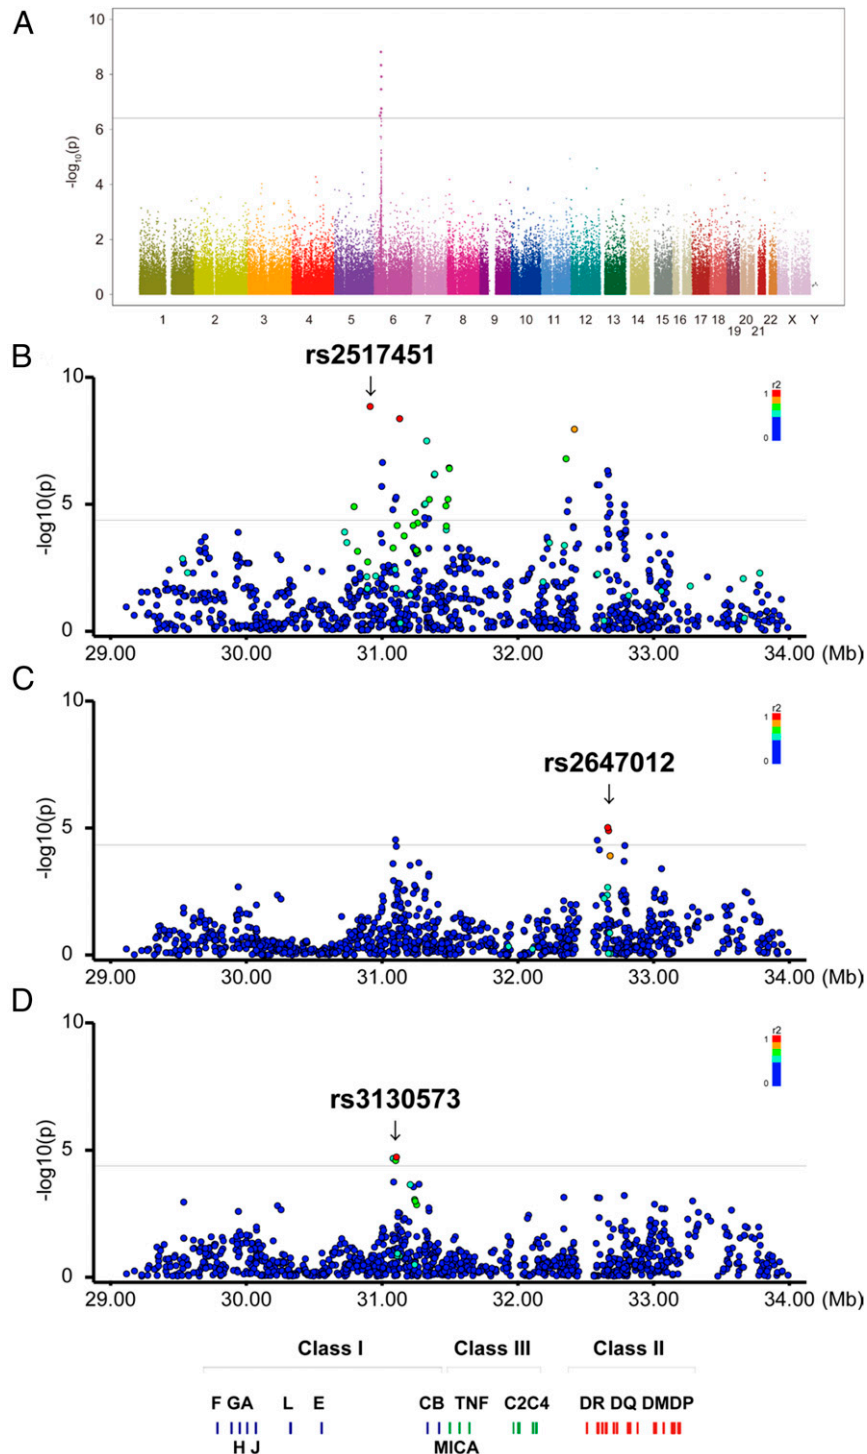 A
10
8
6
4
2
0
-log10(p)
1 2 3 4 5 6 7 8 9 10 11 12 13 14 15 16 17 18 19 20 21 22 X Y
B
rs2517451
10
5
0
-log10(p)
r2
1
0
29.00 30.00 31.00 32.00 33.00 34.00 (Mb)
C
rs2647012
10
5
0
-log10(p)
r2
1
0
29.00 30.00 31.00 32.00 33.00 34.00 (Mb)
D
rs3130573
10
5
0
-log10(p)
r2
1
0
29.00 30.00 31.00 32.00 33.00 34.00 (Mb)
Class I Class III Class II
F GA L E CB TNF C2C4 DR DQ DMDP
H J MICA